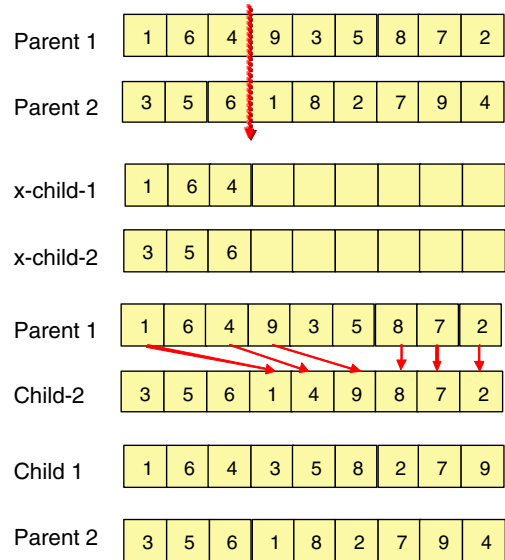 Parent 1 1 6 4 9 3 5 8 7 2
Parent 2 3 5 6 1 8 2 7 9 4
x-child-1 1 6 4
x-child-2 3 5 6
Parent 1 1 6 4 9 3 5 8 7 2
Child-2 3 5 6 1 4 9 8 7 2
Child 1 1 6 4 3 5 8 2 7 9
Parent 2 3 5 6 1 8 2 7 9 4